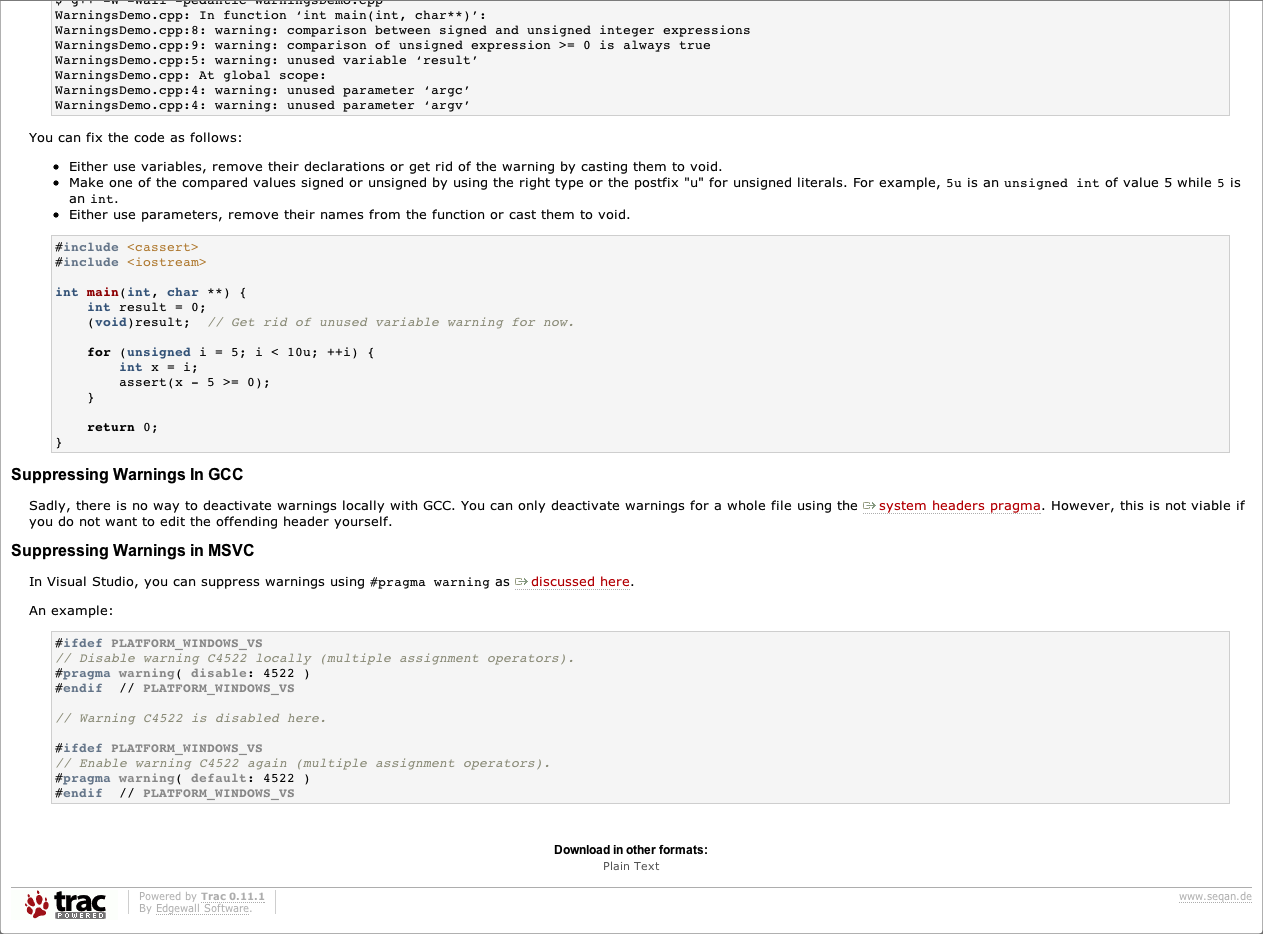 $ g++ -W -Wall -pedantic WarningsDemo.cpp
WarningsDemo.cpp: In function ‘int main(int, char**)’:
WarningsDemo.cpp:8: warning: comparison between signed and unsigned integer expressions
WarningsDemo.cpp:9: warning: comparison of unsigned expression >= 0 is always true
WarningsDemo.cpp:5: warning: unused variable ‘result’
WarningsDemo.cpp: At global scope:
WarningsDemo.cpp:4: warning: unused parameter ‘argc’
WarningsDemo.cpp:4: warning: unused parameter ‘argv’
You can fix the code as follows:
• Either use variables, remove their declarations or get rid of the warning by casting them to void.
• Make one of the compared values signed or unsigned by using the right type or the postfix "u" for unsigned literals. For example, 5u is an unsigned int of value 5 while 5 is
an int.
• Either use parameters, remove their names from the function or cast them to void.
#include <cassert>
#include <iostream>
int main(int, char **) {
    int result = 0;
    (void)result;  // Get rid of unused variable warning for now.
    for (unsigned i = 5; i < 10u; ++i) {
        int x = i;
        assert(x - 5 >= 0);
    }
    return 0;
}
Suppressing Warnings In GCC
Sadly, there is no way to deactivate warnings locally with GCC. You can only deactivate warnings for a whole file using the system headers pragma. However, this is not viable if
you do not want to edit the offending header yourself.
Suppressing Warnings in MSVC
In Visual Studio, you can suppress warnings using #pragma warning as discussed here.
An example:
#ifdef PLATFORM_WINDOWS_VS
// Disable warning C4522 locally (multiple assignment operators).
#pragma warning( disable: 4522 )
#endif  // PLATFORM_WINDOWS_VS
// Warning C4522 is disabled here.
#ifdef PLATFORM_WINDOWS_VS
// Enable warning C4522 again (multiple assignment operators).
#pragma warning( default: 4522 )
#endif  // PLATFORM_WINDOWS_VS
Download in other formats:
Plain Text
trac
POWERED
Powered by Trac 0.11.1
By Edgewall Software.
www.seqan.de